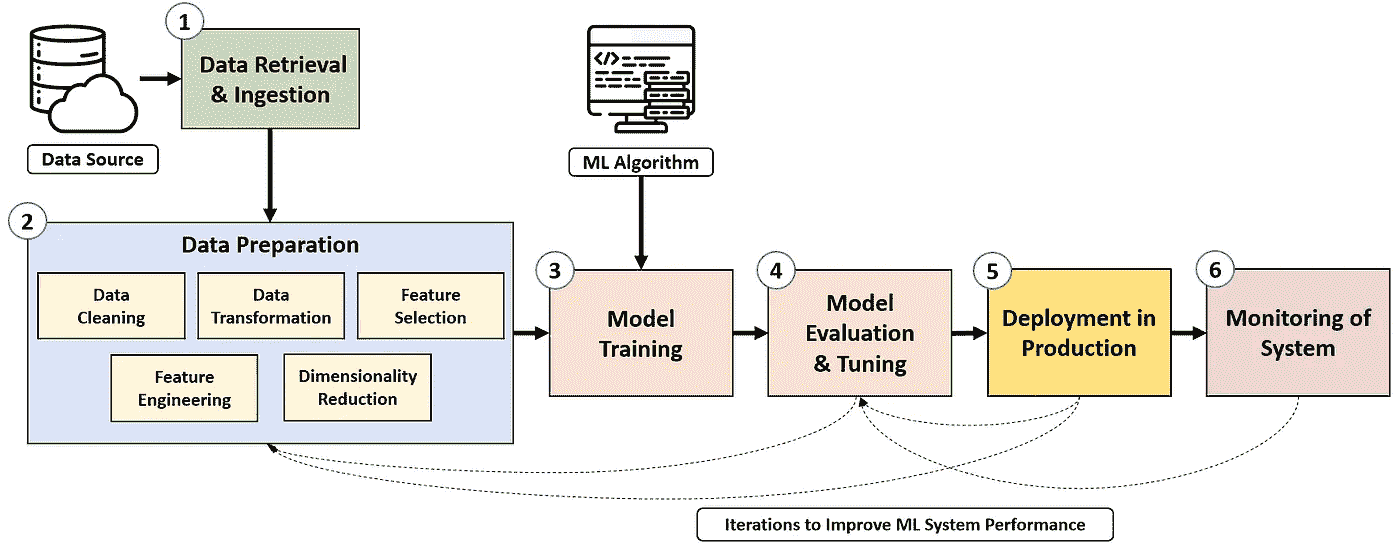 1
Data Retrieval
& Ingestion
Data Source
</>
ML Algorithm
2
Data Preparation
Data
Cleaning
Data
Transformation
Feature
Selection
Feature
Engineering
Dimensionality
Reduction
3
Model
Training
4
Model
Evaluation
& Tuning
5
Deployment in
Production
6
Monitoring of
System
Iterations to Improve ML System Performance